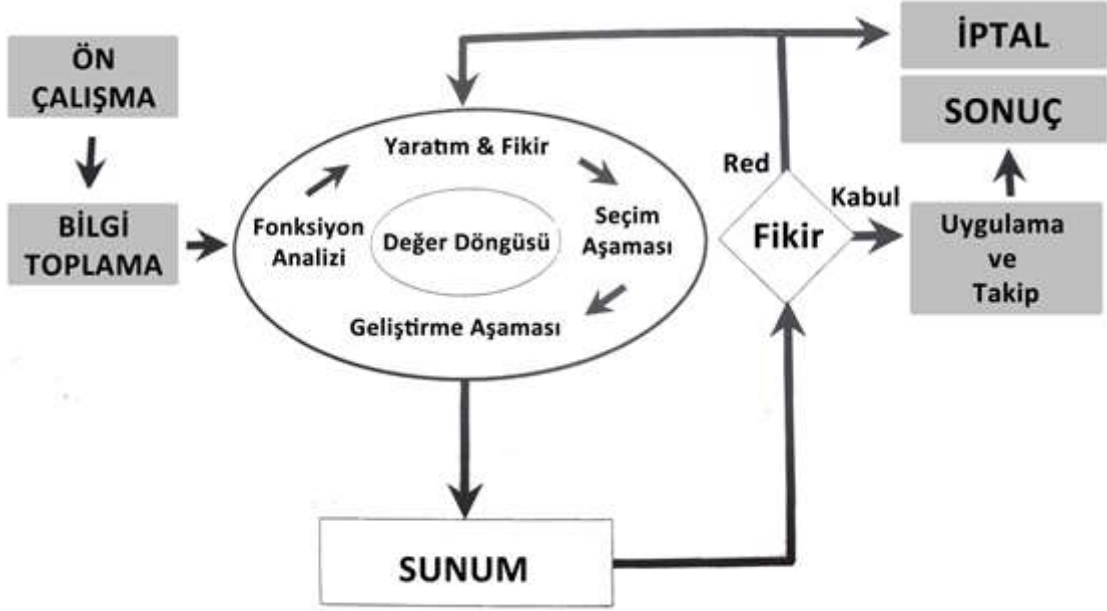 ÖN
ÇALIŞMA
BİLGİ
TOPLAMA
Yaratım & Fikir
Fonksiyon
Analizi
Değer Döngüsü
Seçim
Aşaması
Geliştirme Aşaması
SUNUM
Red
Fikir
Kabul
İPTAL
SONUÇ
Uygulama
ve
Takip